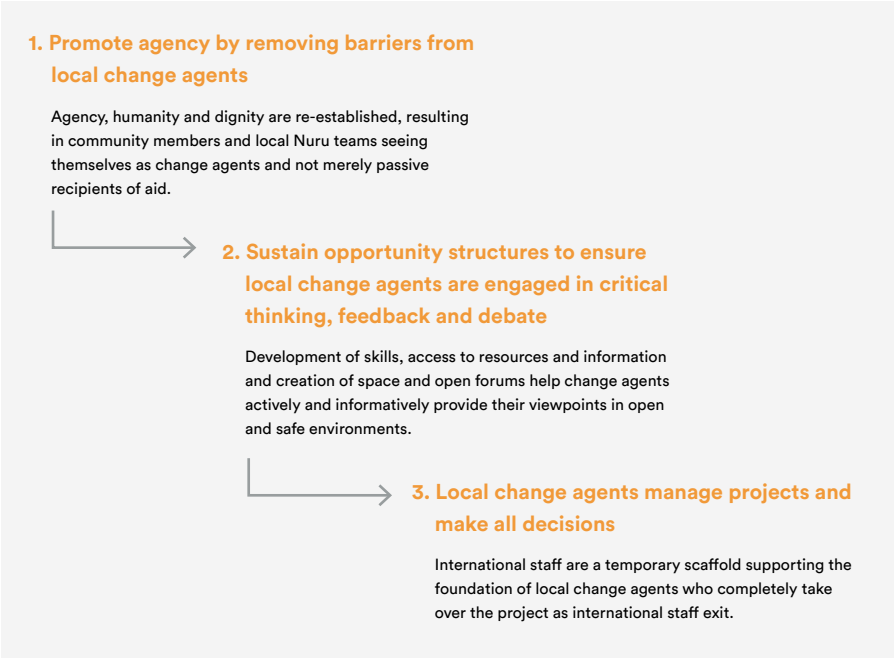 1. Promote agency by removing barriers from
local change agents
Agency, humanity and dignity are re-established, resulting
in community members and local Nuru teams seeing
themselves as change agents and not merely passive
recipients of aid.
2. Sustain opportunity structures to ensure
local change agents are engaged in critical
thinking, feedback and debate
Development of skills, access to resources and information
and creation of space and open forums help change agents
actively and informatively provide their viewpoints in open
and safe environments.
3. Local change agents manage projects and
make all decisions
International staff are a temporary scaffold supporting the
foundation of local change agents who completely take
over the project as international staff exit.